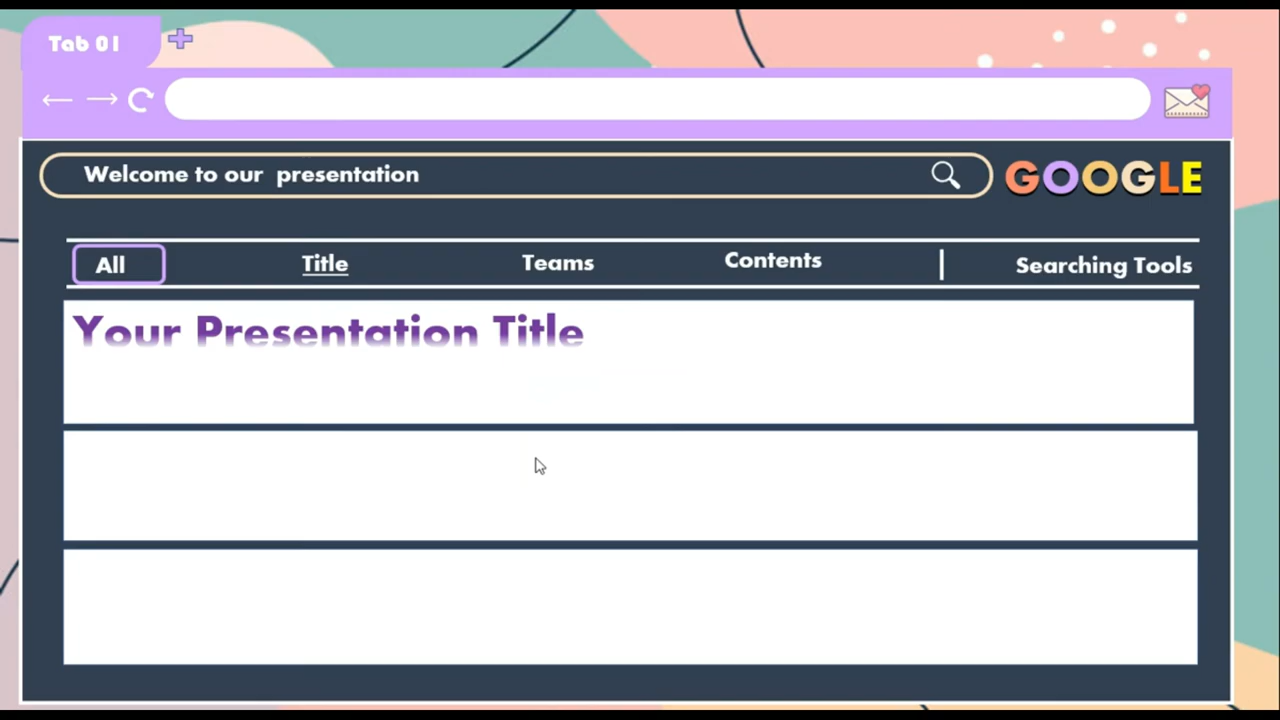 Tab 01
Welcome to our  presentation
GOOGLE
All
Title
Teams
Contents
Searching Tools
Your Presentation Title